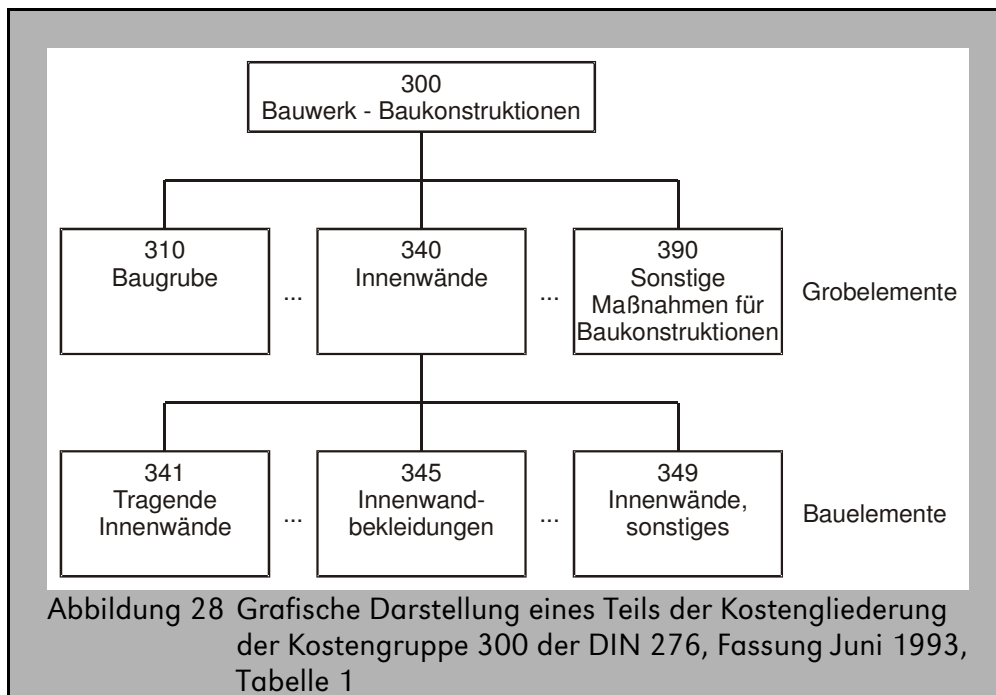 300
Bauwerk - Baukonstruktionen
310
Baugrube
...
340
Innenwände
...
390
Sonstige
Maßnahmen für
Baukonstruktionen
Grobelemente
341
Tragende
Innenwände
...
345
Innenwand-
bekleidungen
...
349
Innenwände,
sonstiges
Bauelemente
Abbildung 28 Grafische Darstellung eines Teils der Kostengliederung
der Kostengruppe 300 der DIN 276, Fassung Juni 1993,
Tabelle 1